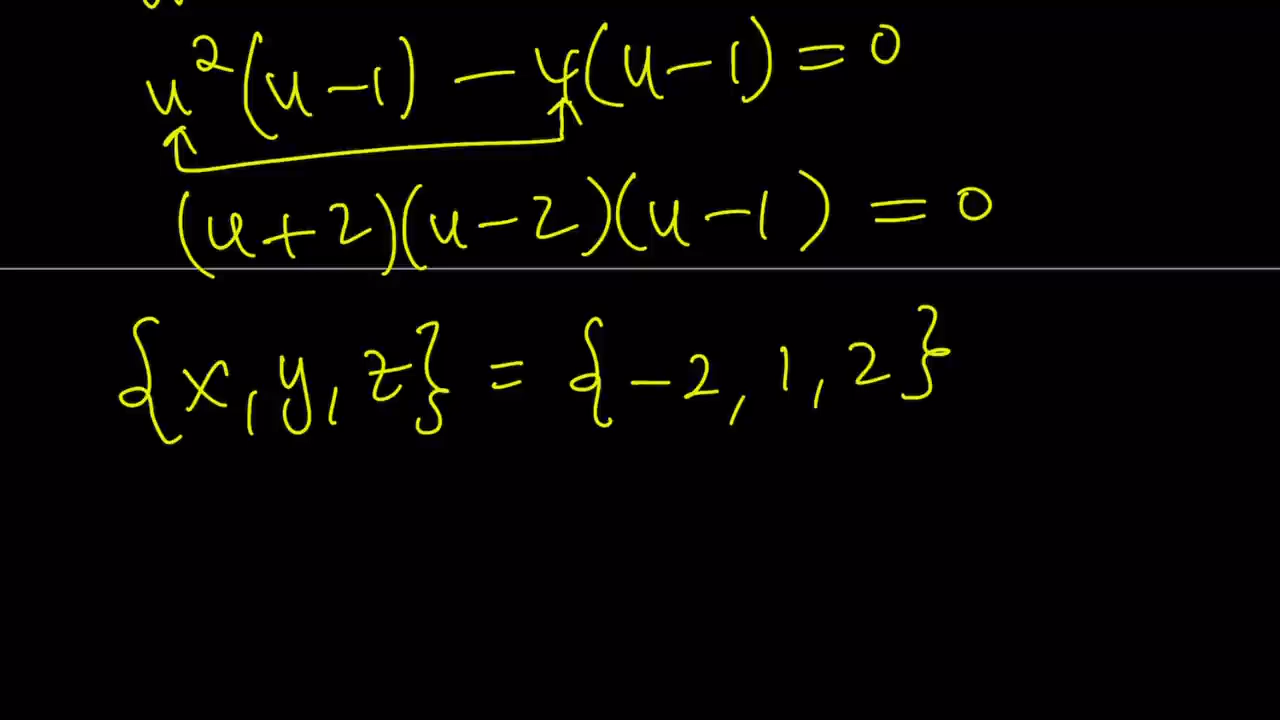 u²(u-1) - 4(u-1) = 0
(u+2)(u-2)(u-1) = 0
{x, y, z} = {-2, 1, 2}